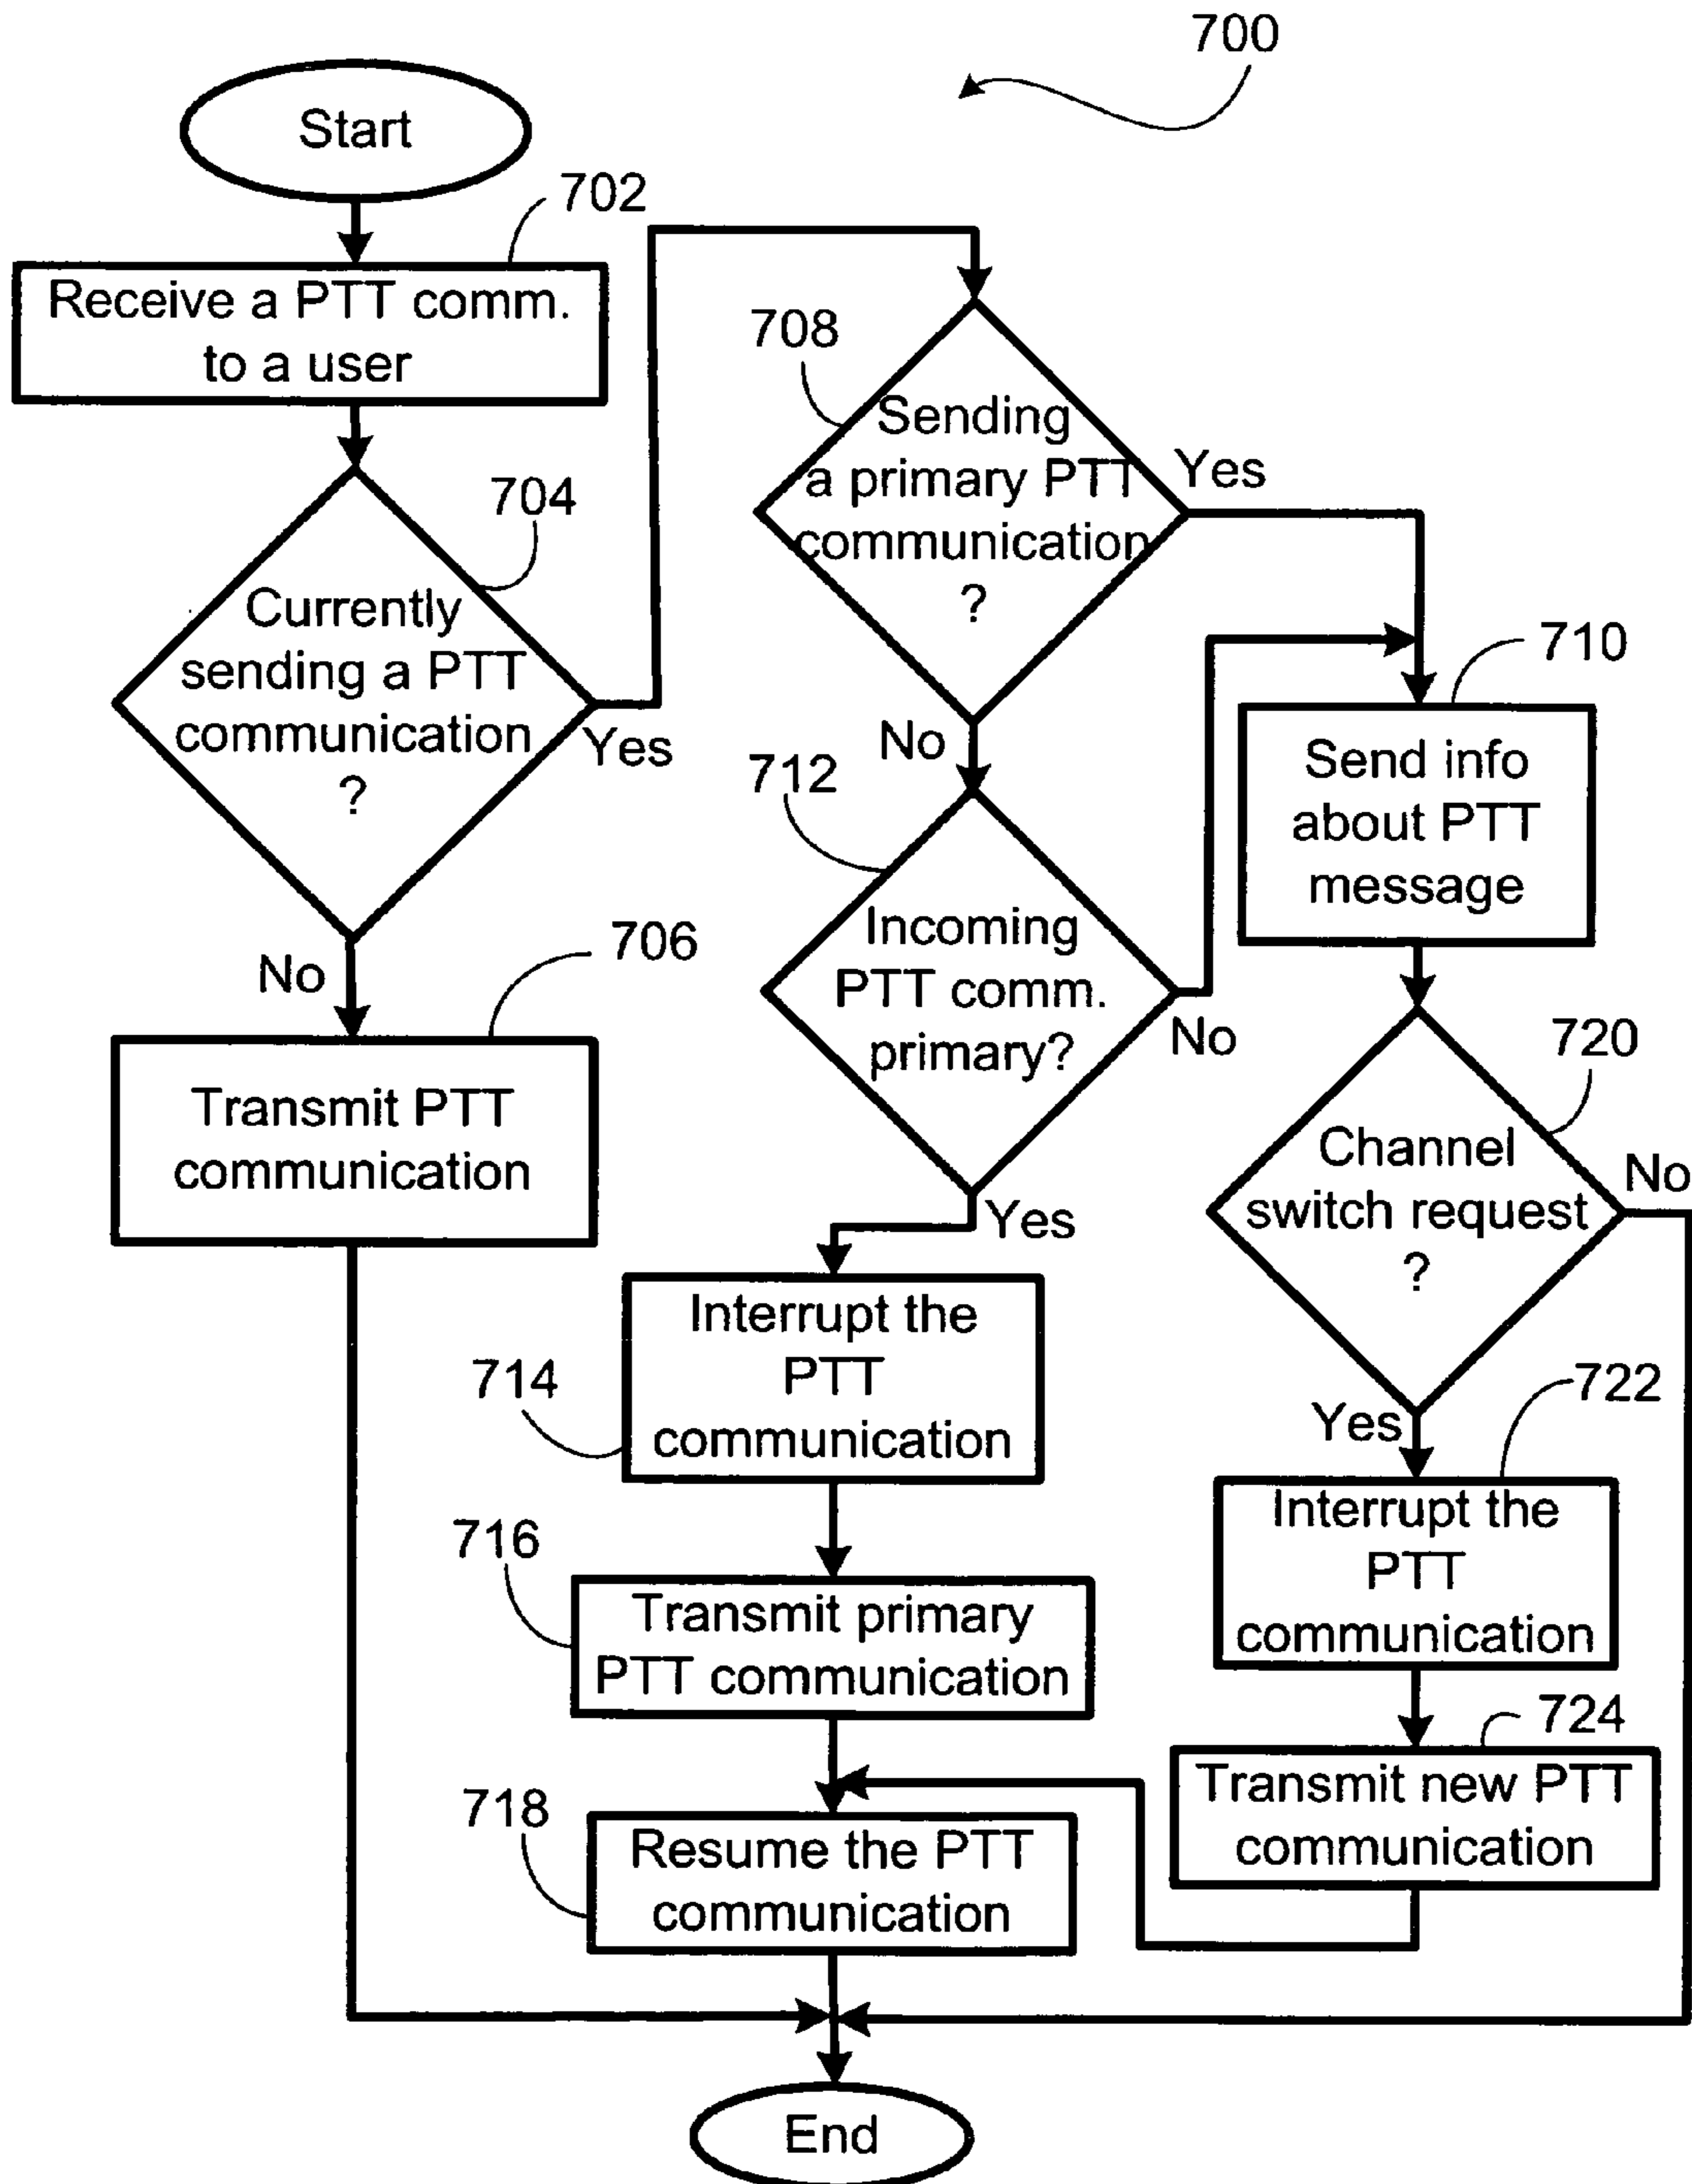 700
Start
702
Receive a PTT comm.
to a user
704
Currently
sending a PTT
communication
?
Yes
No
706
Transmit PTT
communication
708
Sending
a primary PTT
communication
?
Yes
No
710
Send info
about PTT
message
712
Incoming
PTT comm.
primary?
No
Yes
714
Interrupt the
PTT
communication
716
Transmit primary
PTT communication
718
Resume the PTT
communication
720
Channel
switch request
?
No
Yes
722
Interrupt the
PTT
communication
724
Transmit new PTT
communication
End